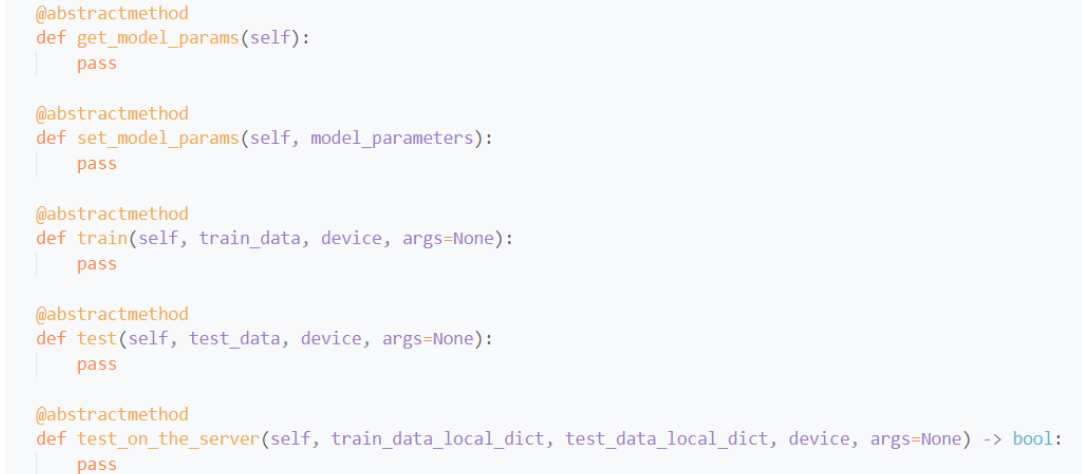 @abstractmethod
def get_model_params(self):
    pass

@abstractmethod
def set_model_params(self, model_parameters):
    pass

@abstractmethod
def train(self, train_data, device, args=None):
    pass

@abstractmethod
def test(self, test_data, device, args=None):
    pass

@abstractmethod
def test_on_the_server(self, train_data_local_dict, test_data_local_dict, device, args=None) -> bool:
    pass